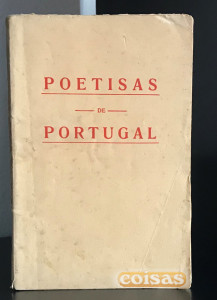 POETISAS
DE
PORTUGAL
coisas